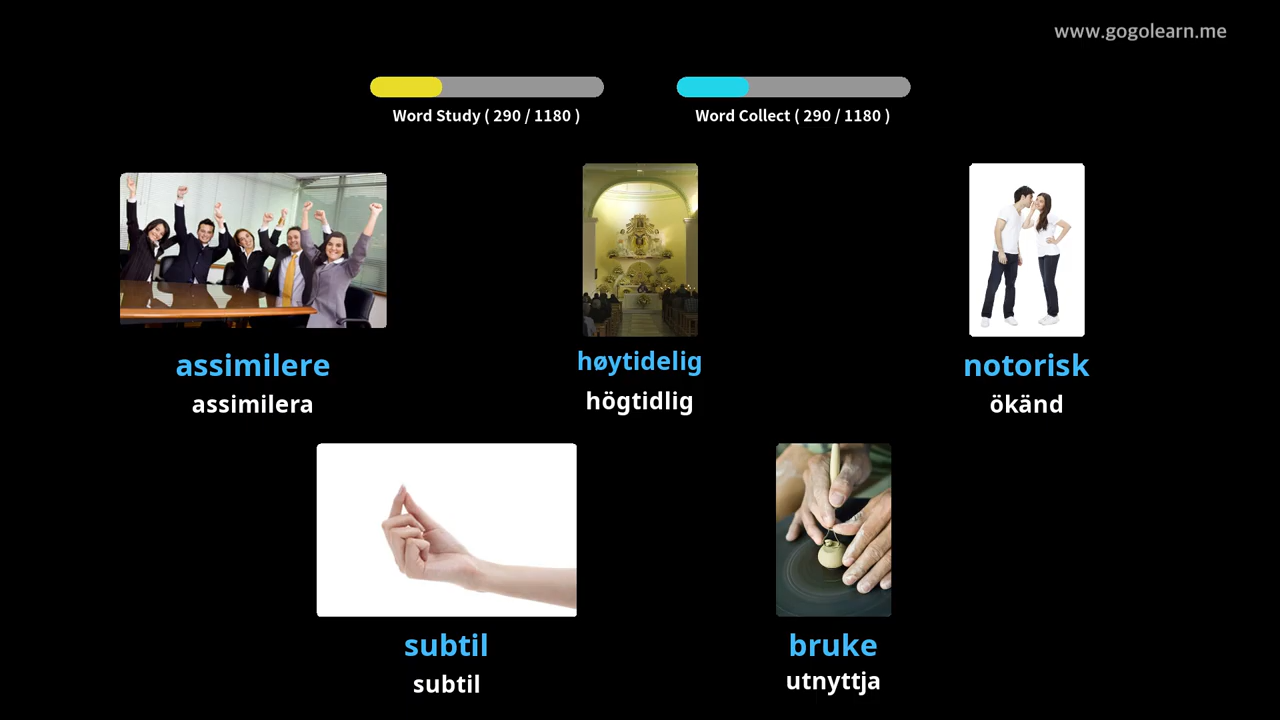 www.gogolearn.me
Word Study ( 290 / 1180 )
Word Collect ( 290 / 1180 )
assimilere
assimilera
høytidelig
högtidlig
notorisk
ökänd
subtil
subtil
bruke
utnyttja